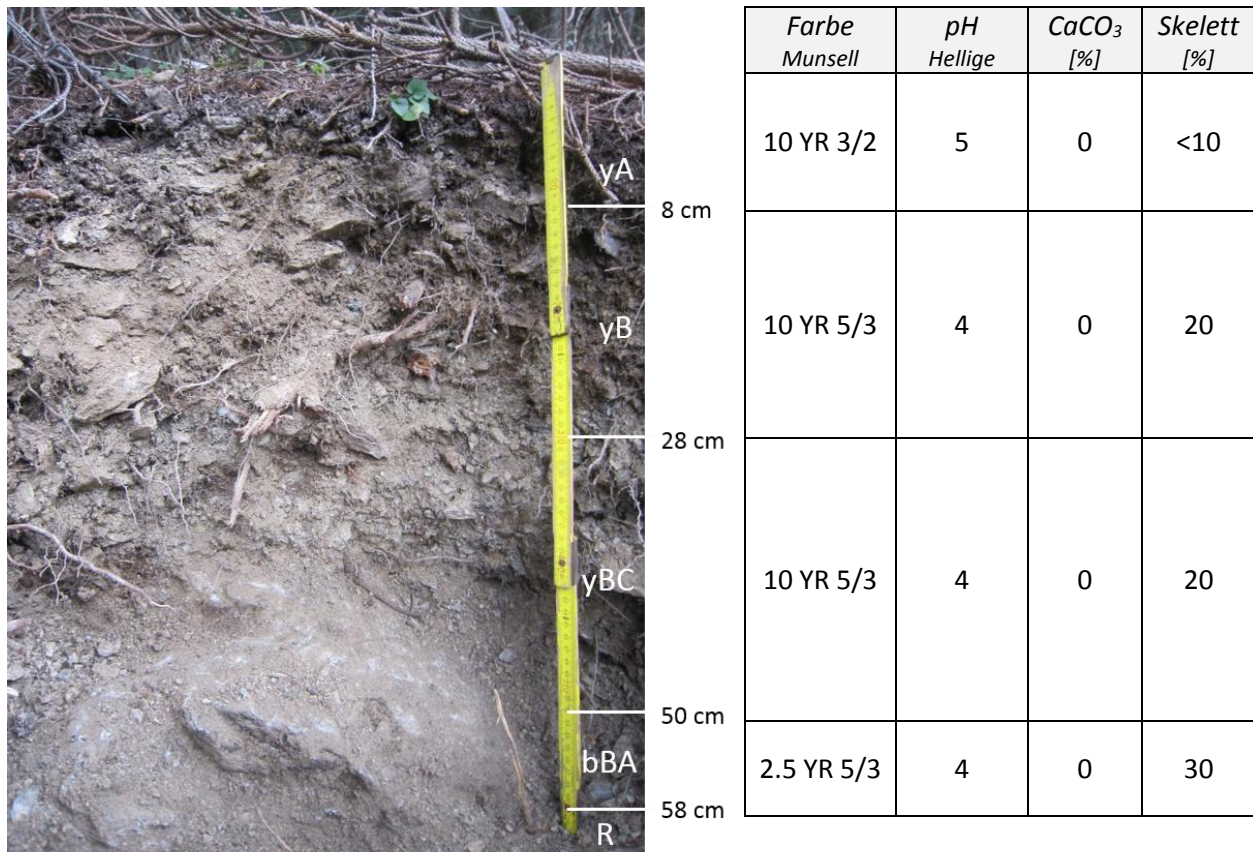 yA
8 cm
yB
28 cm
yBC
50 cm
bBA
58 cm
R
Farbe pH CaCO₃ Skelett
Munsell Hellige [%] [%]
10 YR 3/2 5 0 <10
10 YR 5/3 4 0 20
10 YR 5/3 4 0 20
2.5 YR 5/3 4 0 30